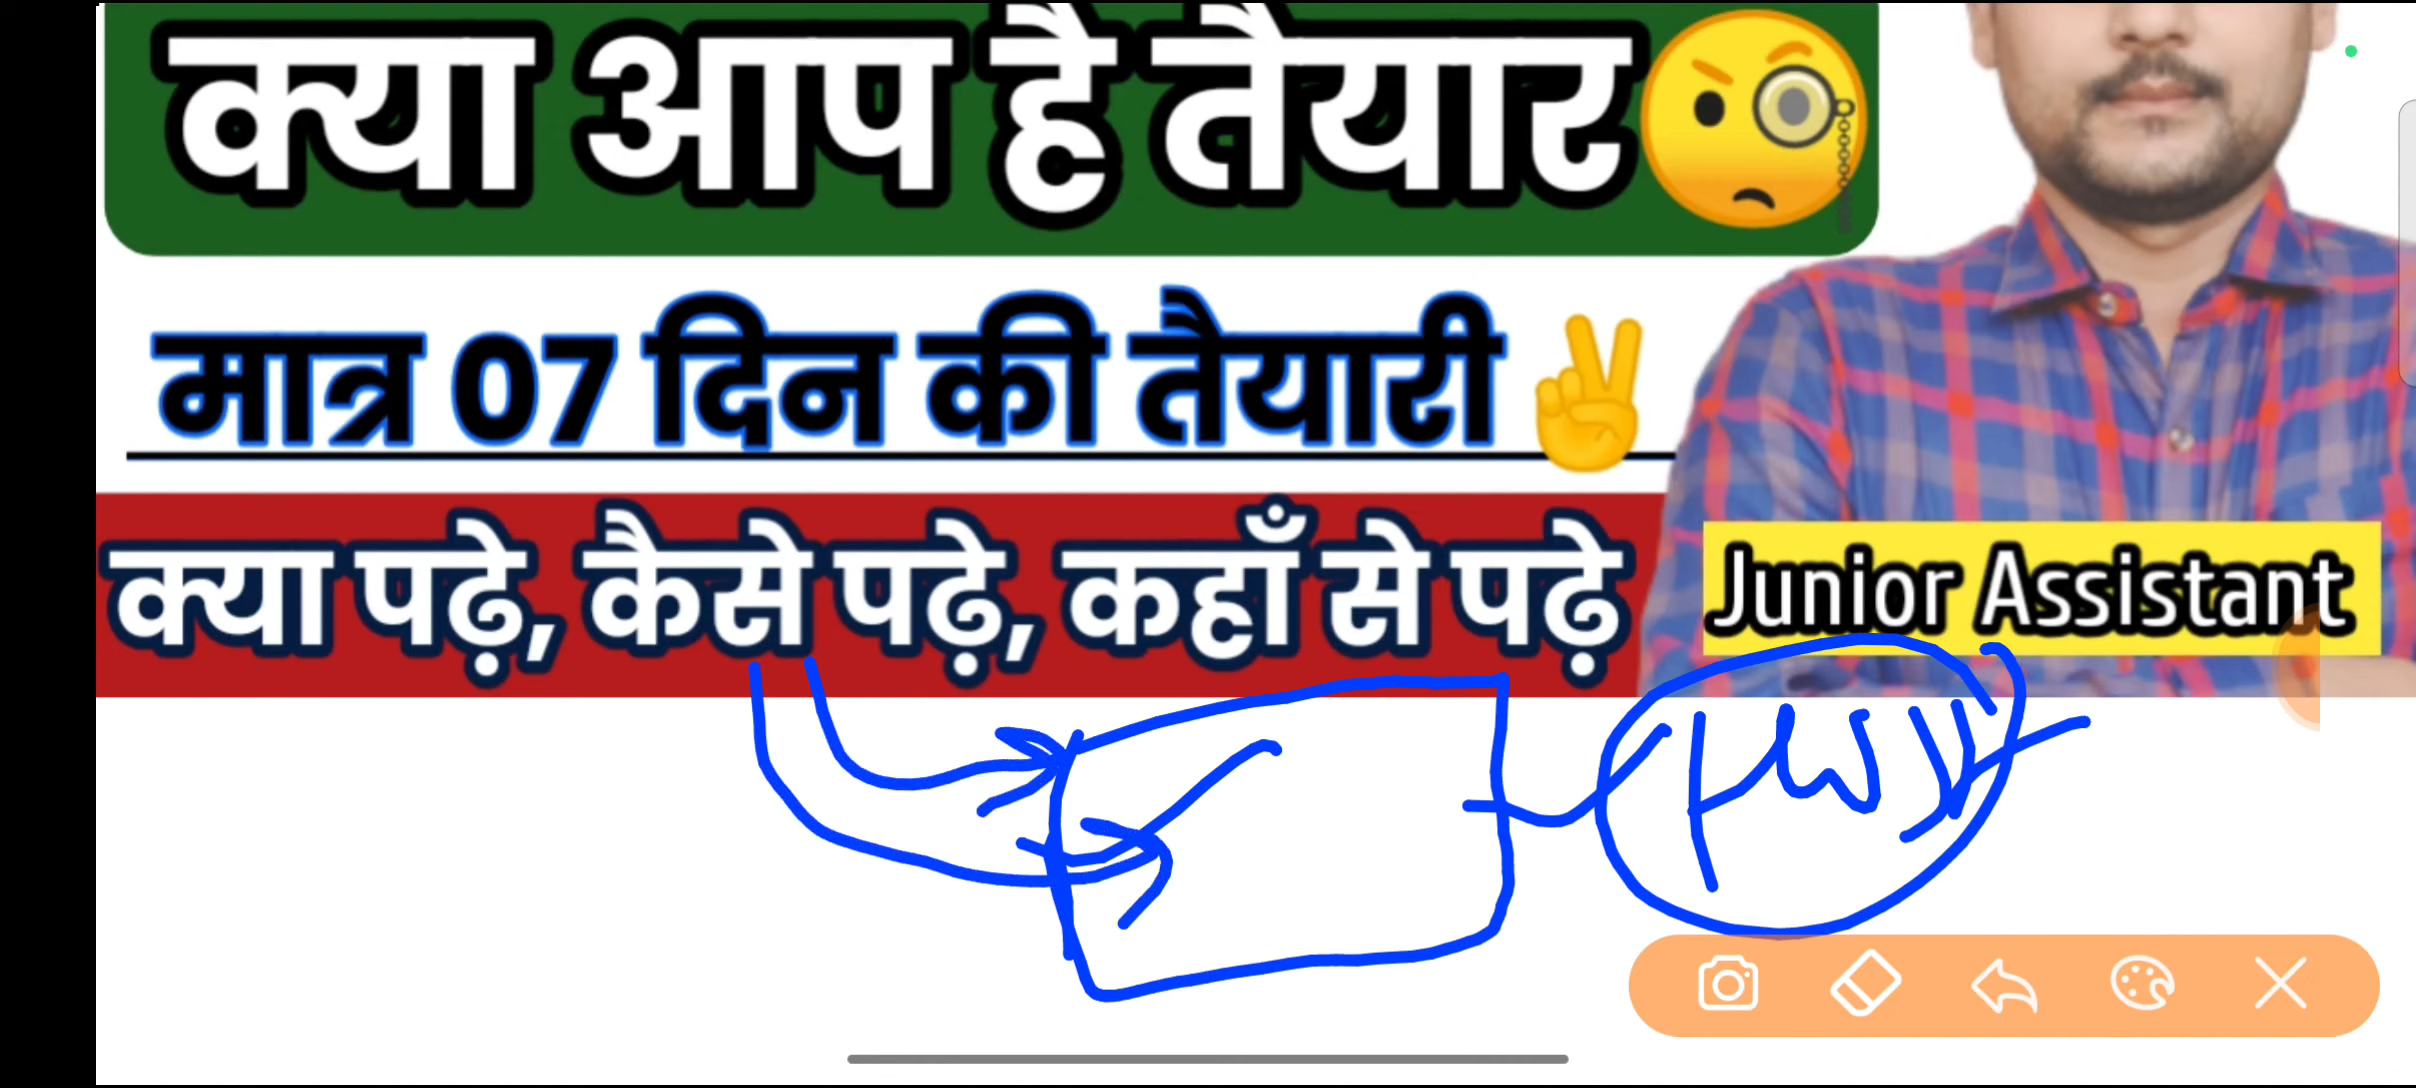 क्या आप है तैयार
मात्र 07 दिन की तैयारी
क्या पढ़े, कैसे पढ़े, कहाँ से पढ़े
Junior Assistant